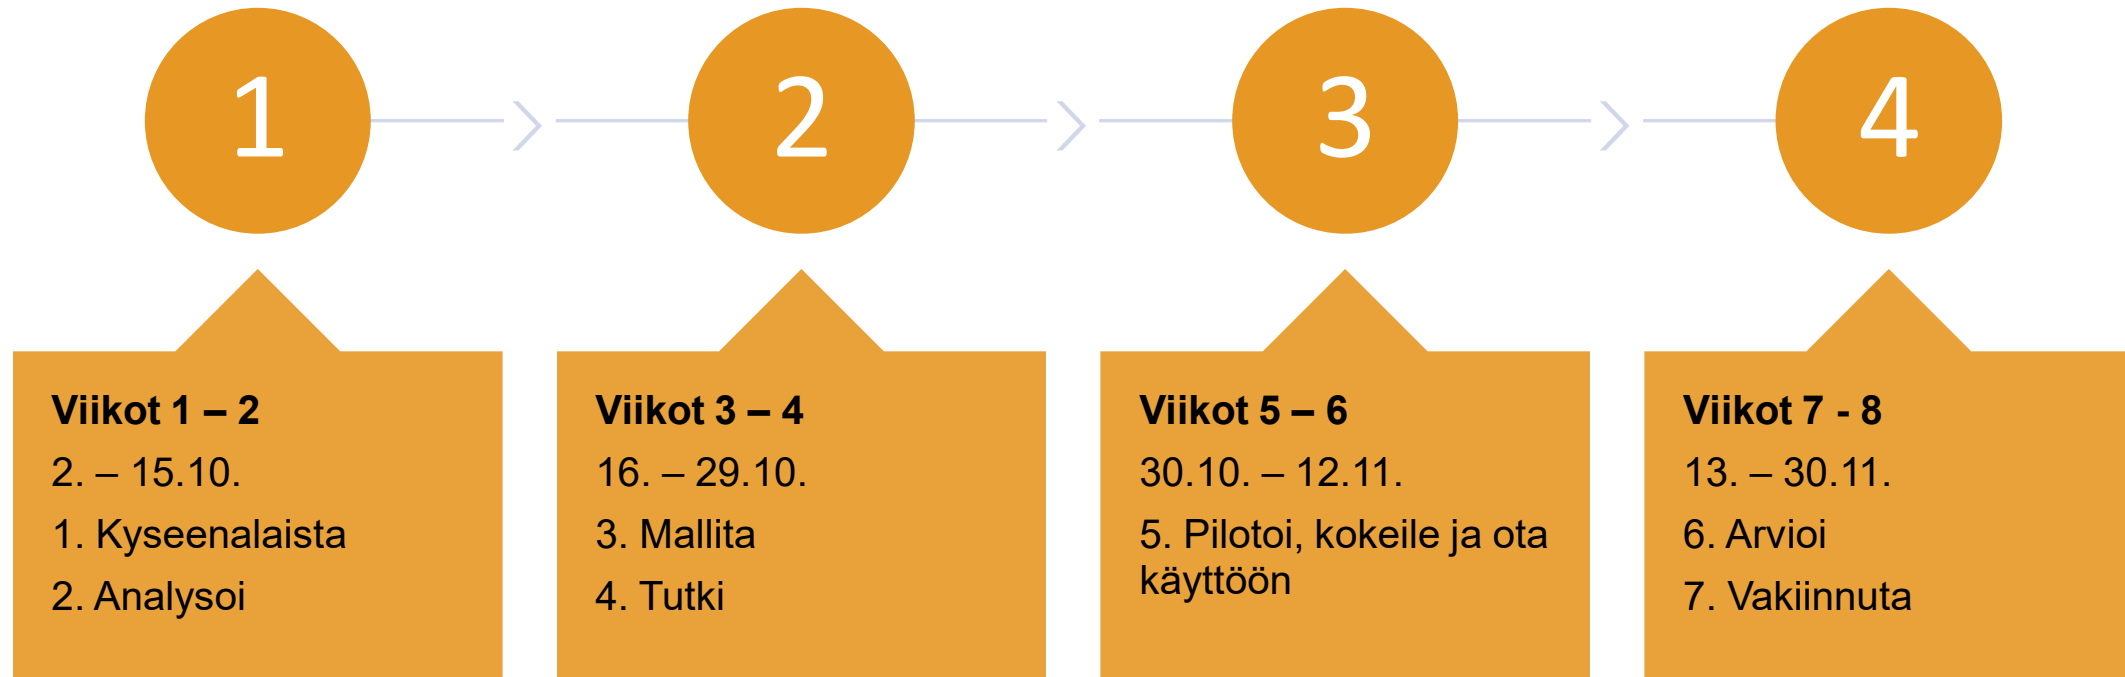 1
2
3
4
Viikot 1 – 2
2. – 15.10.
1. Kyseenalaista
2. Analysoi
Viikot 3 – 4
16. – 29.10.
3. Mallita
4. Tutki
Viikot 5 – 6
30.10. – 12.11.
5. Pilotoi, kokeile ja ota
käyttöön
Viikot 7 - 8
13. – 30.11.
6. Arvioi
7. Vakiinnuta